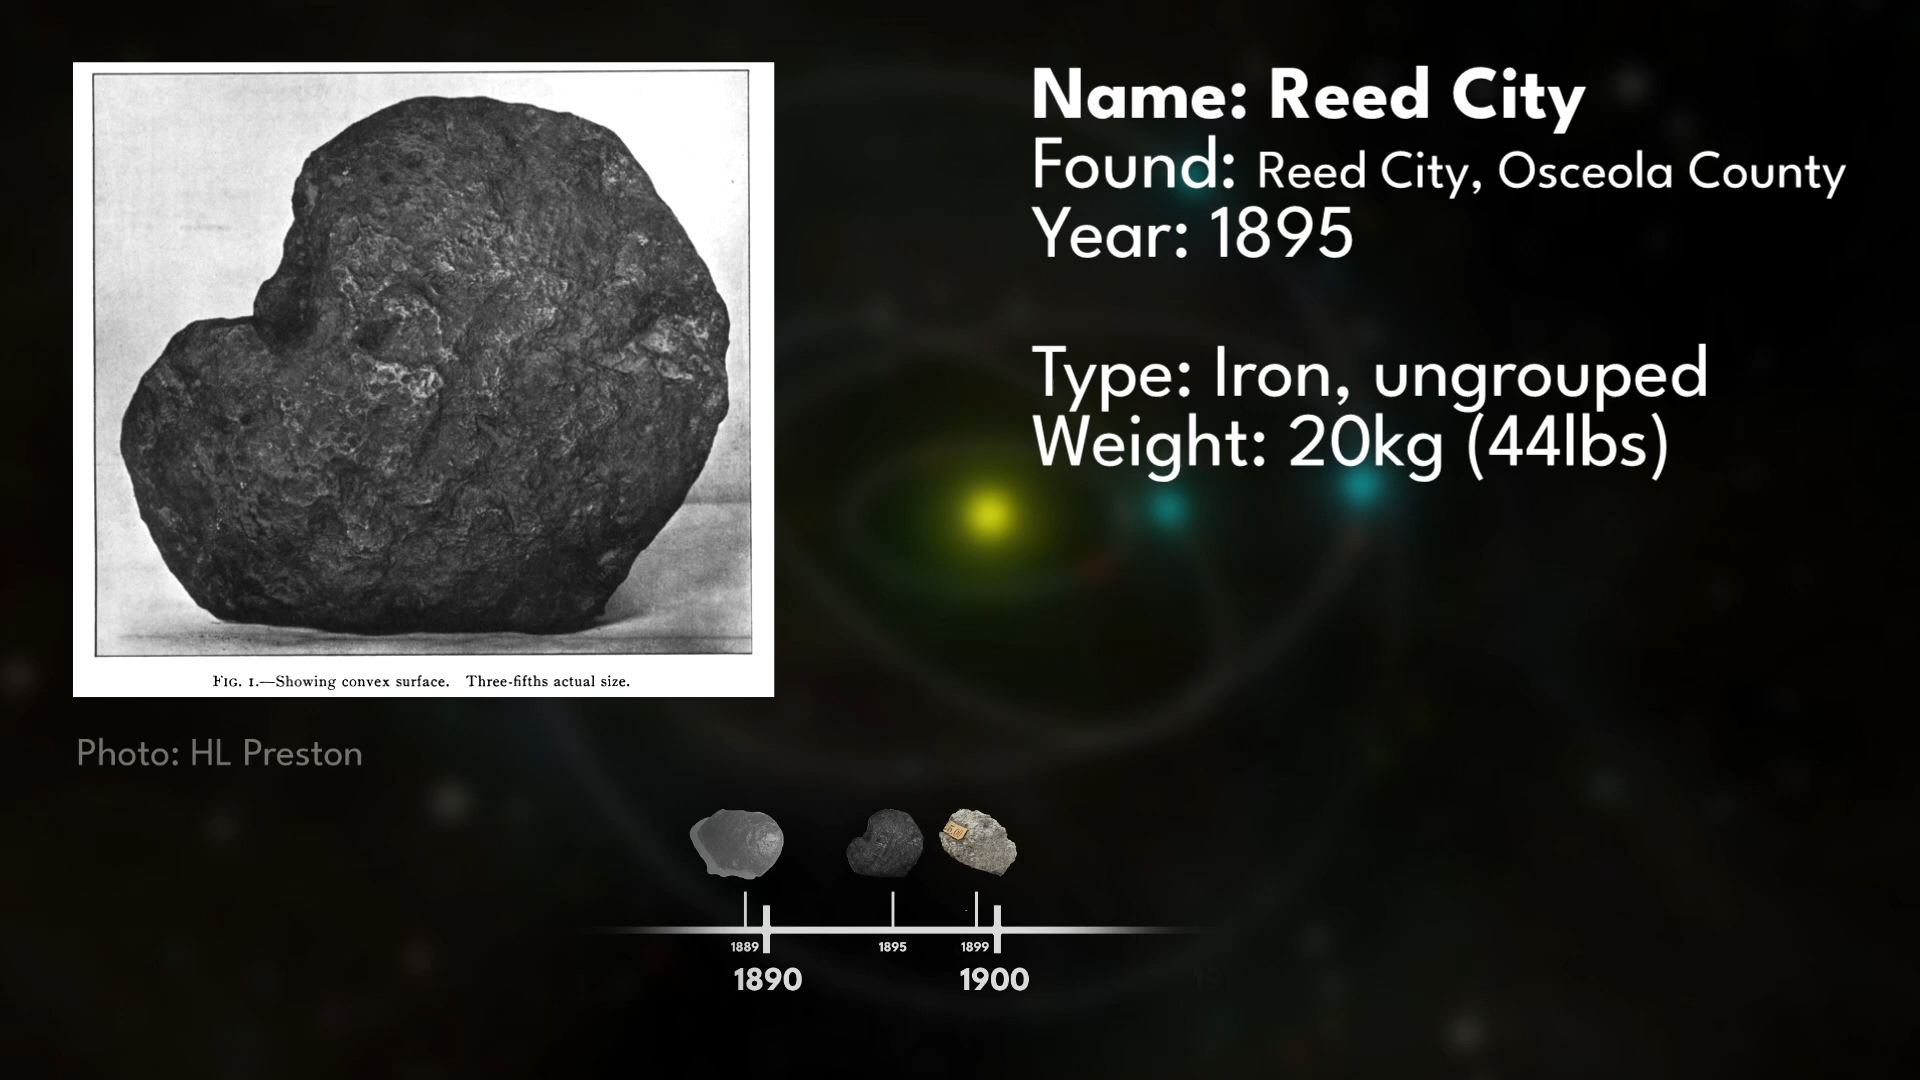 Name: Reed City
Found: Reed City, Osceola County
Year: 1895
Type: Iron, ungrouped
Weight: 20kg (44lbs)
FIG. 1.—Showing convex surface. Three-fifths actual size.
Photo: HL Preston
1889 1895 1899
1890 1900